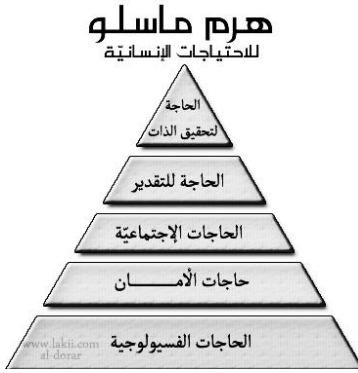 هرم ماسلو
للاحتياجات الإنسانيّة
الحاجة
لتحقيق الذات
الحاجة للتقدير
الحاجات الإجتماعيّة
حاجات الأمـــــــان
الحاجات الفسيولوجية
www.lakii.com
al-dorar